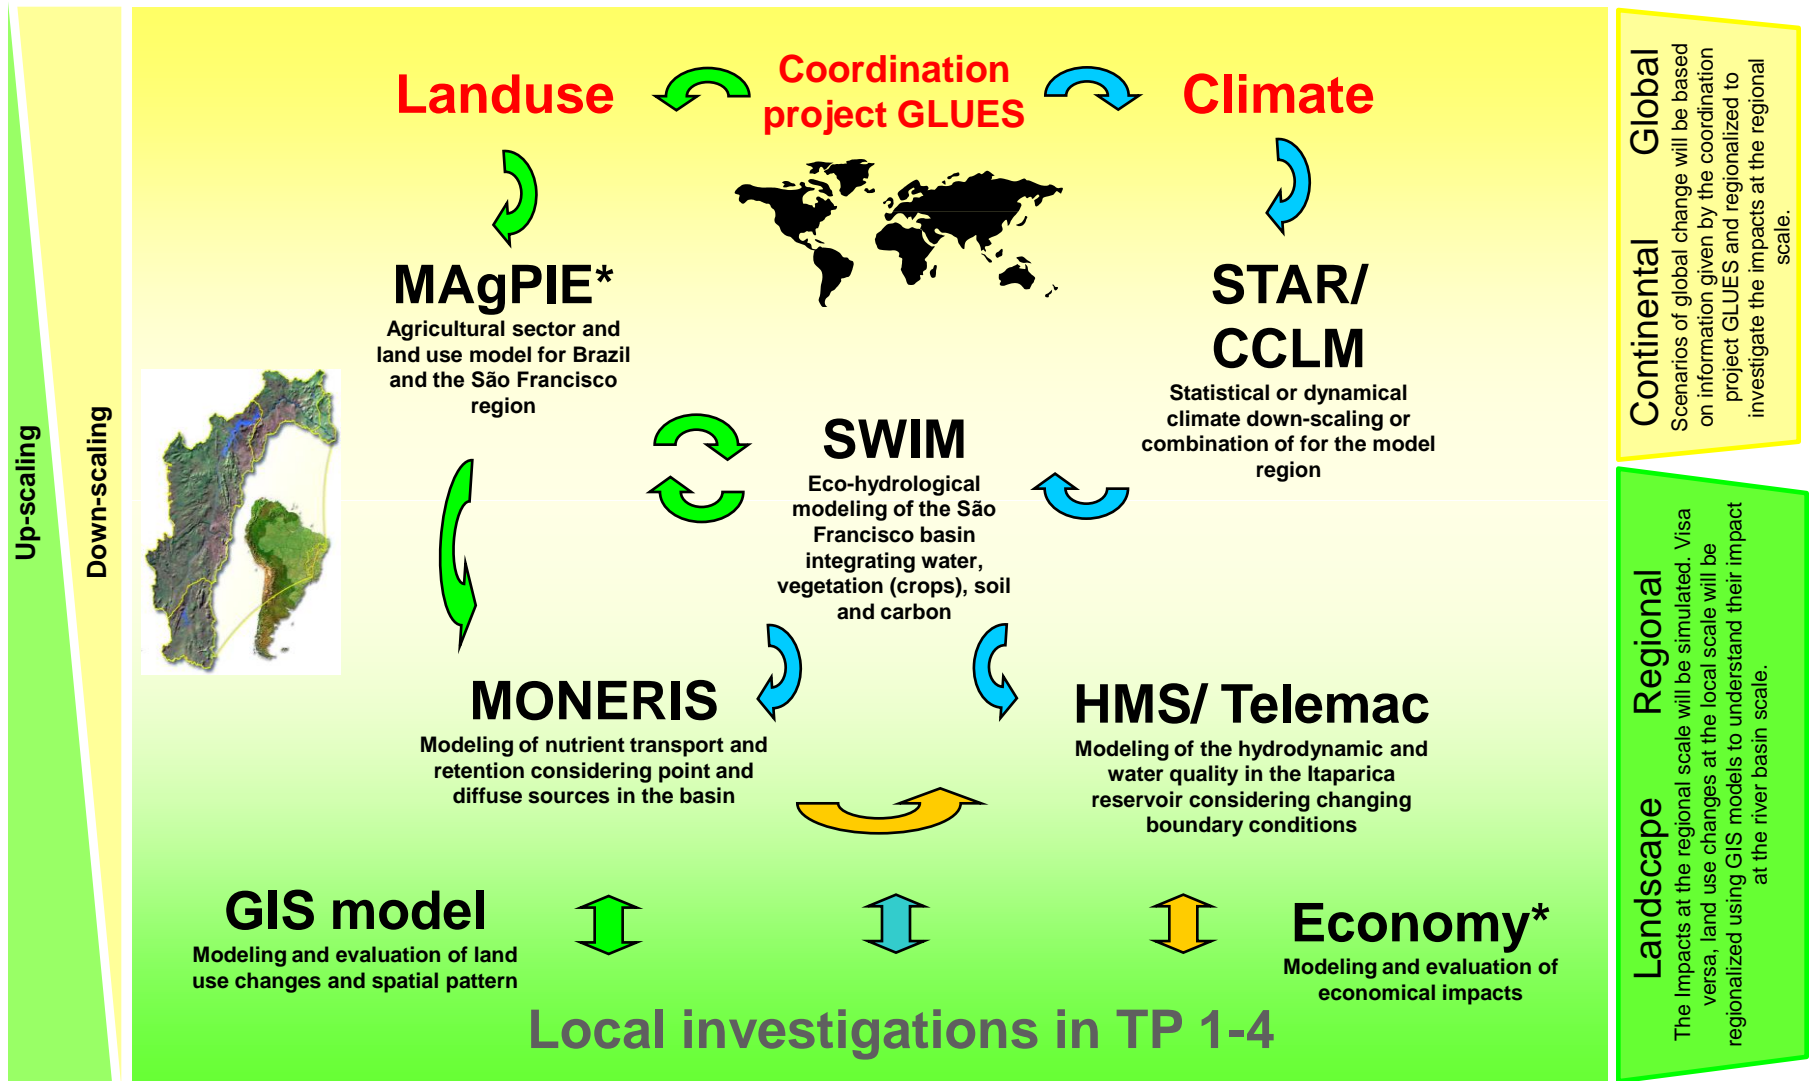 Up-scaling
Down-scaling
Landuse
Coordination
project GLUES
Climate
MAgPIE*
Agricultural sector and
land use model for Brazil
and the São Francisco
region
STAR/
CCLM
Statistical or dynamical
climate down-scaling or
combination of for the model
region
SWIM
Eco-hydrological
modeling of the São
Francisco basin
integrating water,
vegetation (crops), soil
and carbon
MONERIS
Modeling of nutrient transport and
retention considering point and
diffuse sources in the basin
HMS/ Telemac
Modeling of the hydrodynamic and
water quality in the Itaparica
reservoir considering changing
boundary conditions
GIS model
Modeling and evaluation of land
use changes and spatial pattern
Economy*
Modeling and evaluation of
economical impacts
Local investigations in TP 1-4
Continental Global
Scenarios of global change will be based
on information given by the coordination
project GLUES and regionalized to
investigate the impacts at the regional
scale.
Landscape Regional
The Impacts at the regional scale will be simulated. Visa
versa, land use changes at the local scale will be
regionalized using GIS models to understand their impact
at the river basin scale.